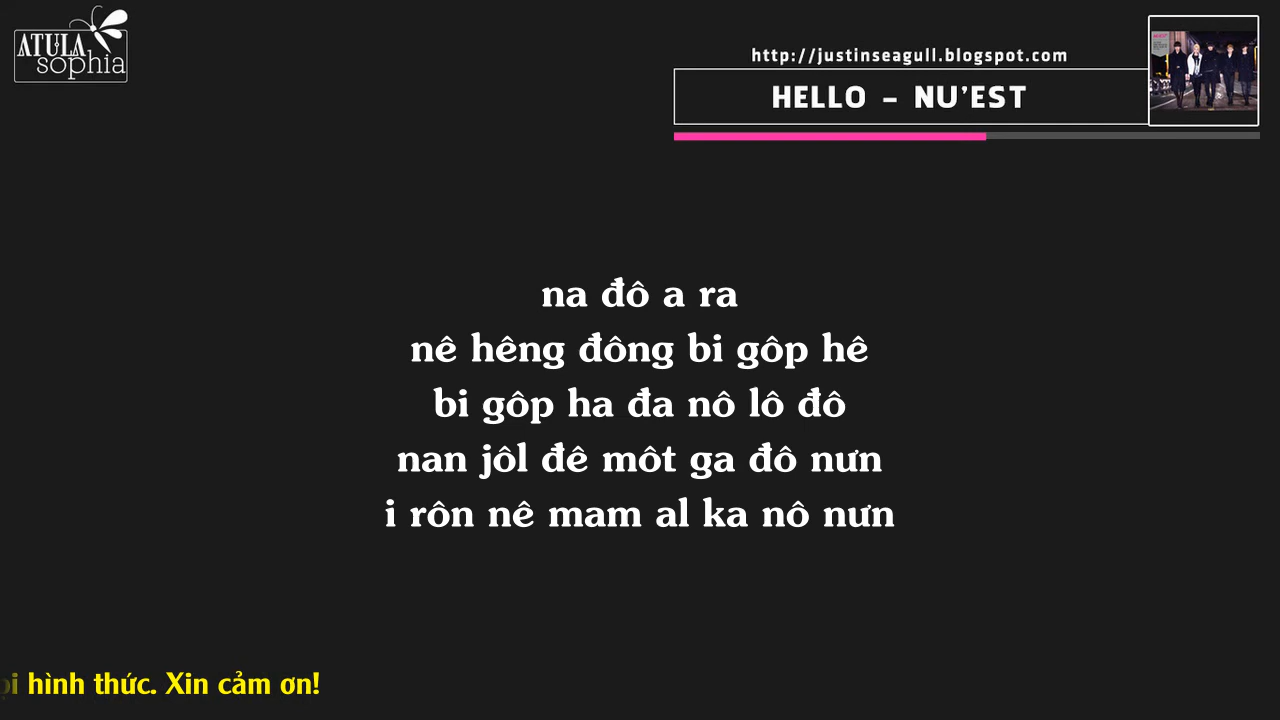 ATULA
sophia
http://justinseagull.blogspot.com
HELLO - NU'EST
na đô a ra
nê hêng đông bi gôp hê
bi gôp ha đa nô lô đô
nan jôl đê môt ga đô nưn
i rôn nê mam al ka nô nưn
hình thức. Xin cảm ơn!